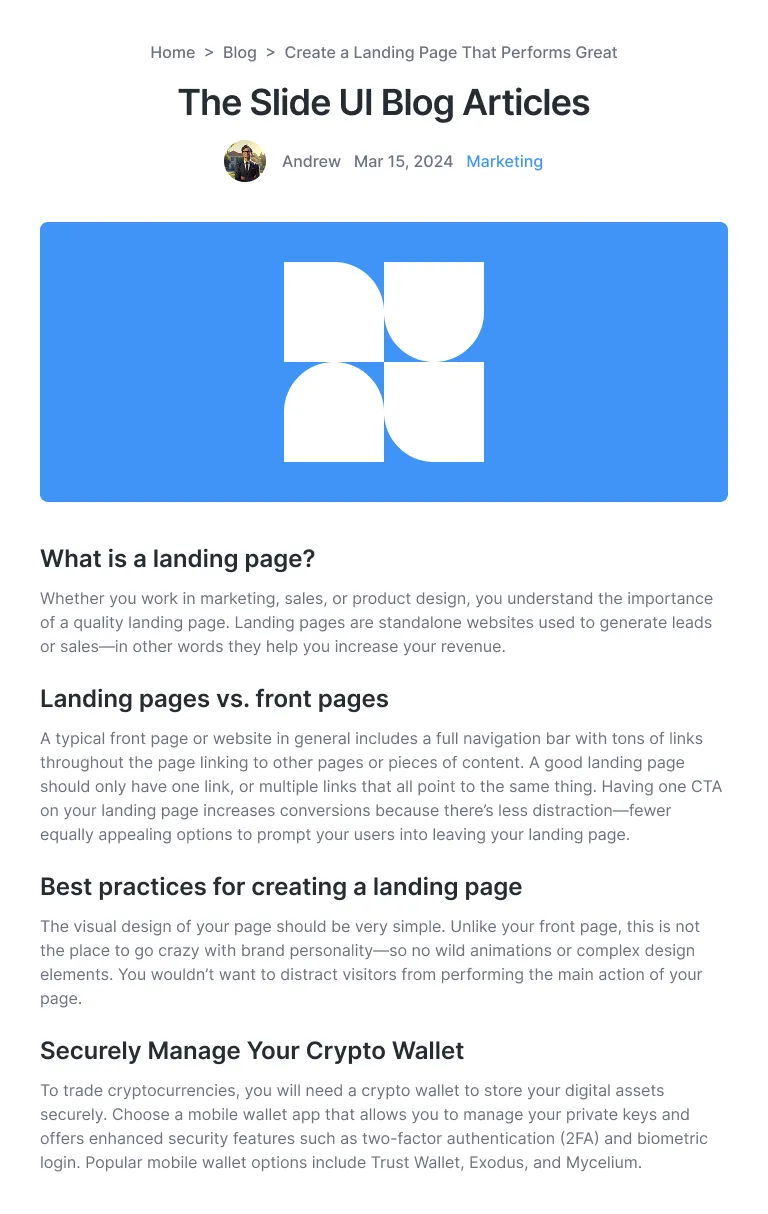 Home > Blog > Create a Landing Page That Performs Great
The Slide UI Blog Articles
Andrew Mar 15, 2024 Marketing
What is a landing page?
Whether you work in marketing, sales, or product design, you understand the importance
of a quality landing page. Landing pages are standalone websites used to generate leads
or sales—in other words they help you increase your revenue.
Landing pages vs. front pages
A typical front page or website in general includes a full navigation bar with tons of links
throughout the page linking to other pages or pieces of content. A good landing page
should only have one link, or multiple links that all point to the same thing. Having one CTA
on your landing page increases conversions because there’s less distraction—fewer
equally appealing options to prompt your users into leaving your landing page.
Best practices for creating a landing page
The visual design of your page should be very simple. Unlike your front page, this is not
the place to go crazy with brand personality—so no wild animations or complex design
elements. You wouldn’t want to distract visitors from performing the main action of your
page.
Securely Manage Your Crypto Wallet
To trade cryptocurrencies, you will need a crypto wallet to store your digital assets
securely. Choose a mobile wallet app that allows you to manage your private keys and
offers enhanced security features such as two-factor authentication (2FA) and biometric
login. Popular mobile wallet options include Trust Wallet, Exodus, and Mycelium.